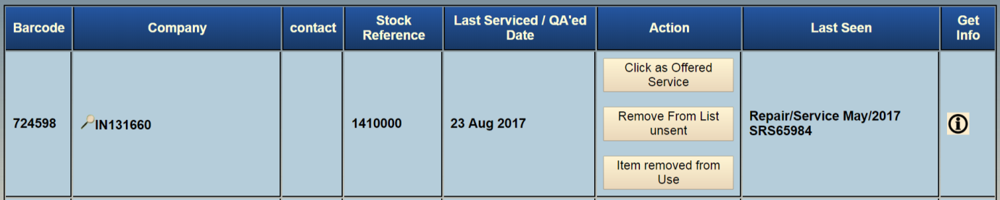 Barcode
Company
contact
Stock
Reference
Last Serviced / QA'ed
Date
Action
Last Seen
Get
Info
724598
IN131660
1410000
23 Aug 2017
Click as Offered
Service
Remove From List
unsent
Item removed from
Use
Repair/Service May/2017
SRS65984